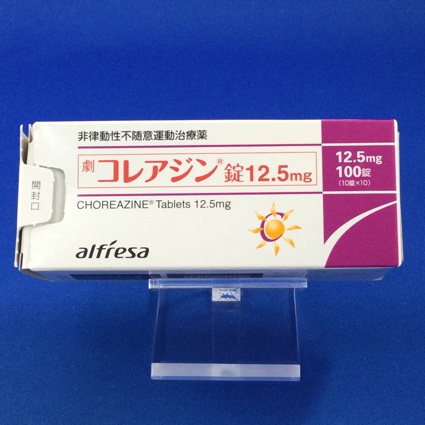 非律動性不随意運動治療薬
劇 コレアジン®錠12.5mg
CHOREAZINE® Tablets 12.5mg
alfresa
12.5mg
100錠
(10錠×10)
開封口